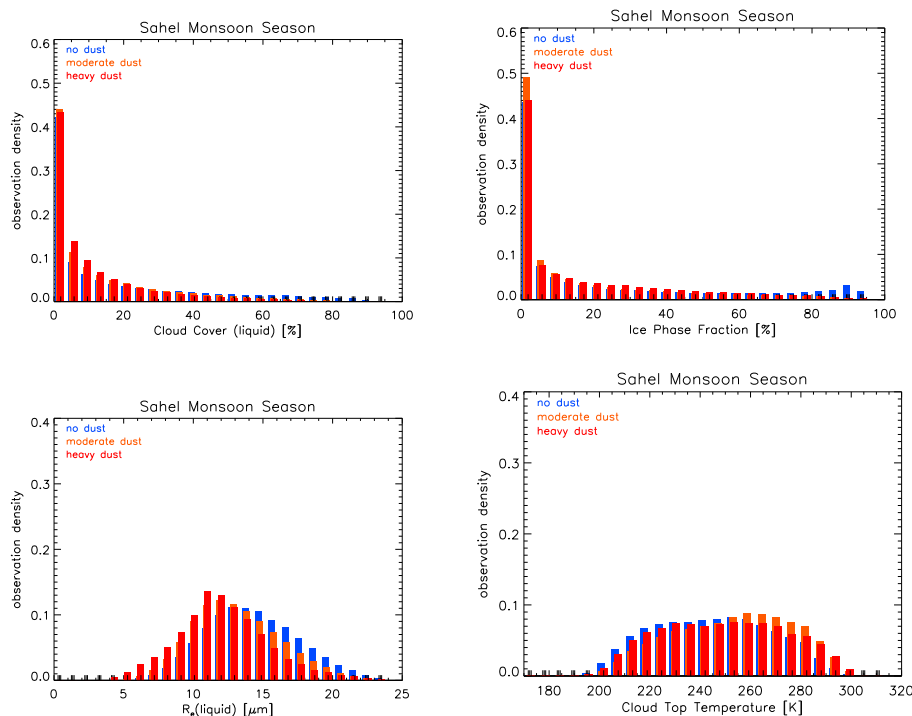 Sahel Monsoon Season
0.6
no dust
moderate dust
heavy dust
0.5
0.4
0.3
0.2
0.1
0.0
observation density
0 20 40 60 80 100
Cloud Cover (liquid) [%]
Sahel Monsoon Season
0.6
no dust
moderate dust
heavy dust
0.5
0.4
0.3
0.2
0.1
0.0
observation density
0 20 40 60 80 100
Ice Phase Fraction [%]
Sahel Monsoon Season
0.4
no dust
moderate dust
heavy dust
0.3
0.2
0.1
0.0
observation density
0 5 10 15 20 25
Re(liquid) [μm]
Sahel Monsoon Season
0.4
no dust
moderate dust
heavy dust
0.3
0.2
0.1
0.0
observation density
180 200 220 240 260 280 300 320
Cloud Top Temperature [K]